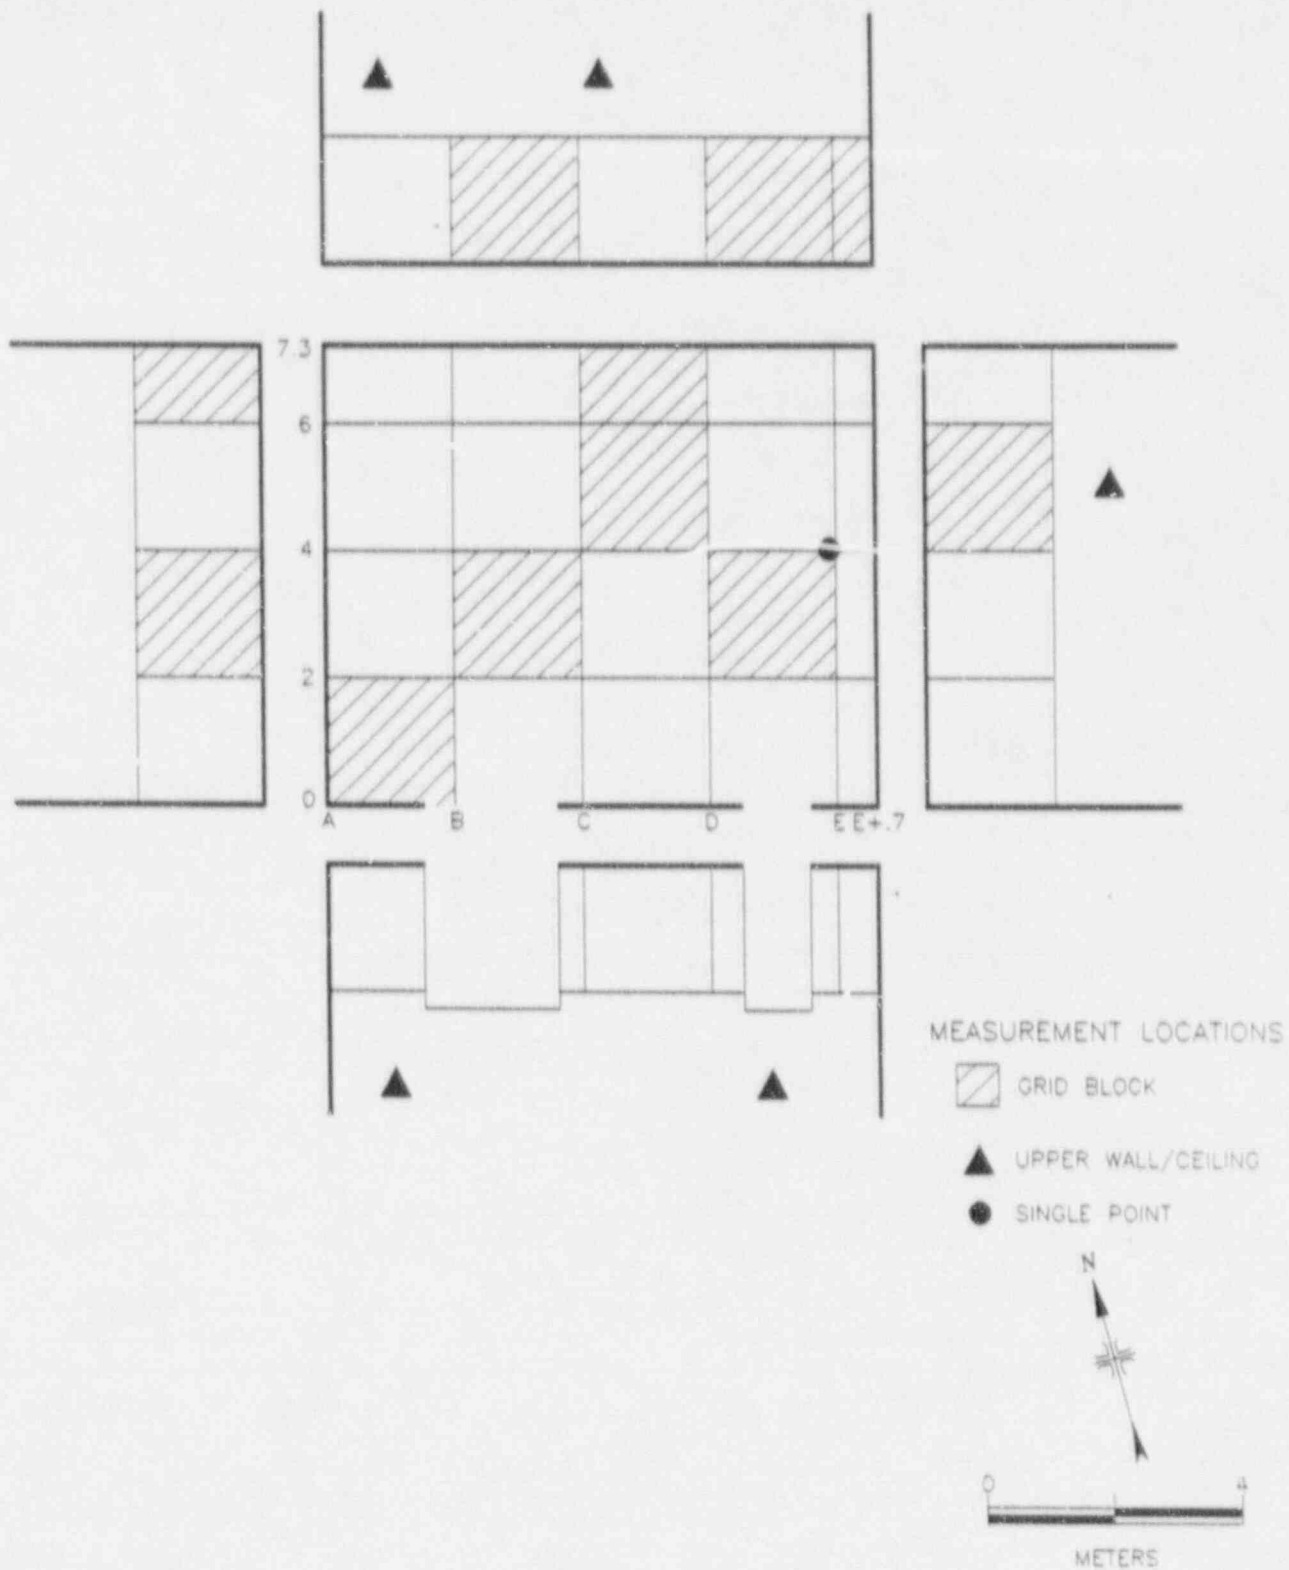 7.3
6
4
2
0
A B C D E E+.7
MEASUREMENT LOCATIONS
GRID BLOCK
UPPER WALL/CEILING
SINGLE POINT
N
0 4
METERS